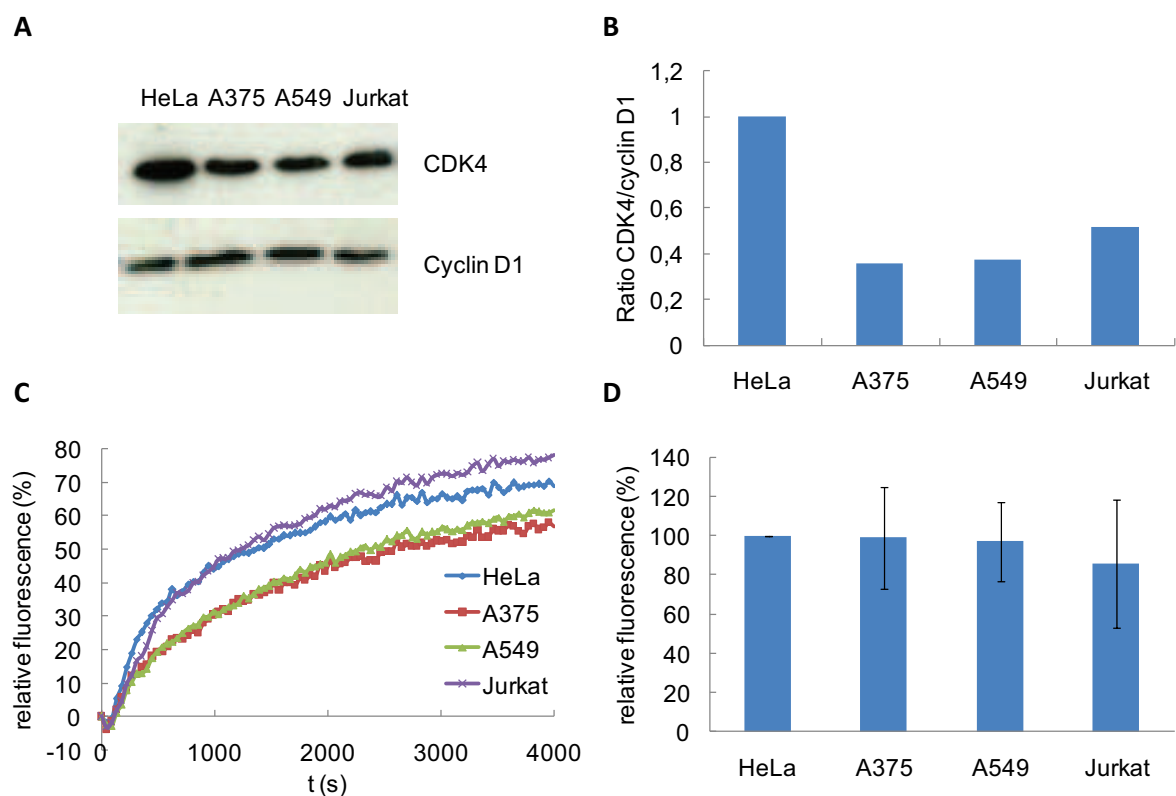 A
HeLa A375 A549 Jurkat
CDK4
Cyclin D1
B
Ratio CDK4/cyclin D1
1,2
1
0,8
0,6
0,4
0,2
0
HeLa A375 A549 Jurkat
C
relative fluorescence (%)
80
70
60
50
40
30
20
10
0
-10
0 1000 2000 3000 4000
t (s)
HeLa
A375
A549
Jurkat
D
relative fluorescence (%)
140
120
100
80
60
40
20
0
HeLa A375 A549 Jurkat